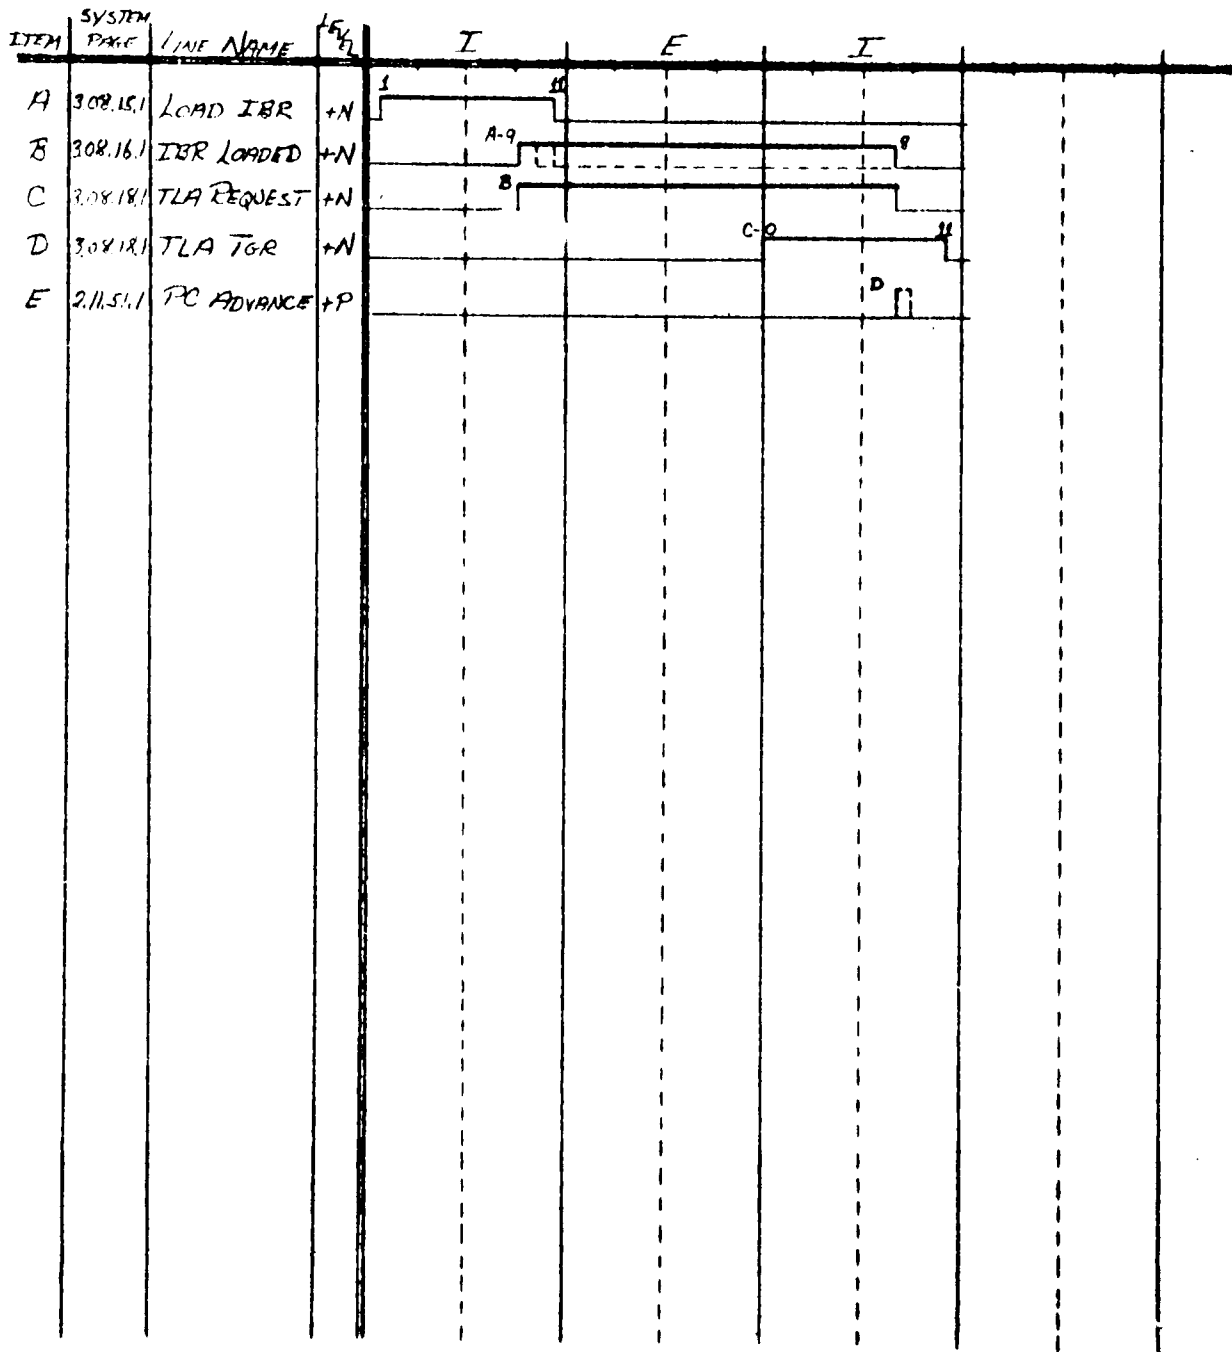 ITEM SYSTEM PAGE LINE NAME LEVEL I E I
A 3.08.15.1 LOAD IBR +N 1 11
B 3.08.16.1 IBR LOADED +N A-9 8
C 3.08.18.1 TLA REQUEST +N B
D 3.08.18.1 TLA TGR +N C-0 11
E 2.11.51.1 PC ADVANCE +P D